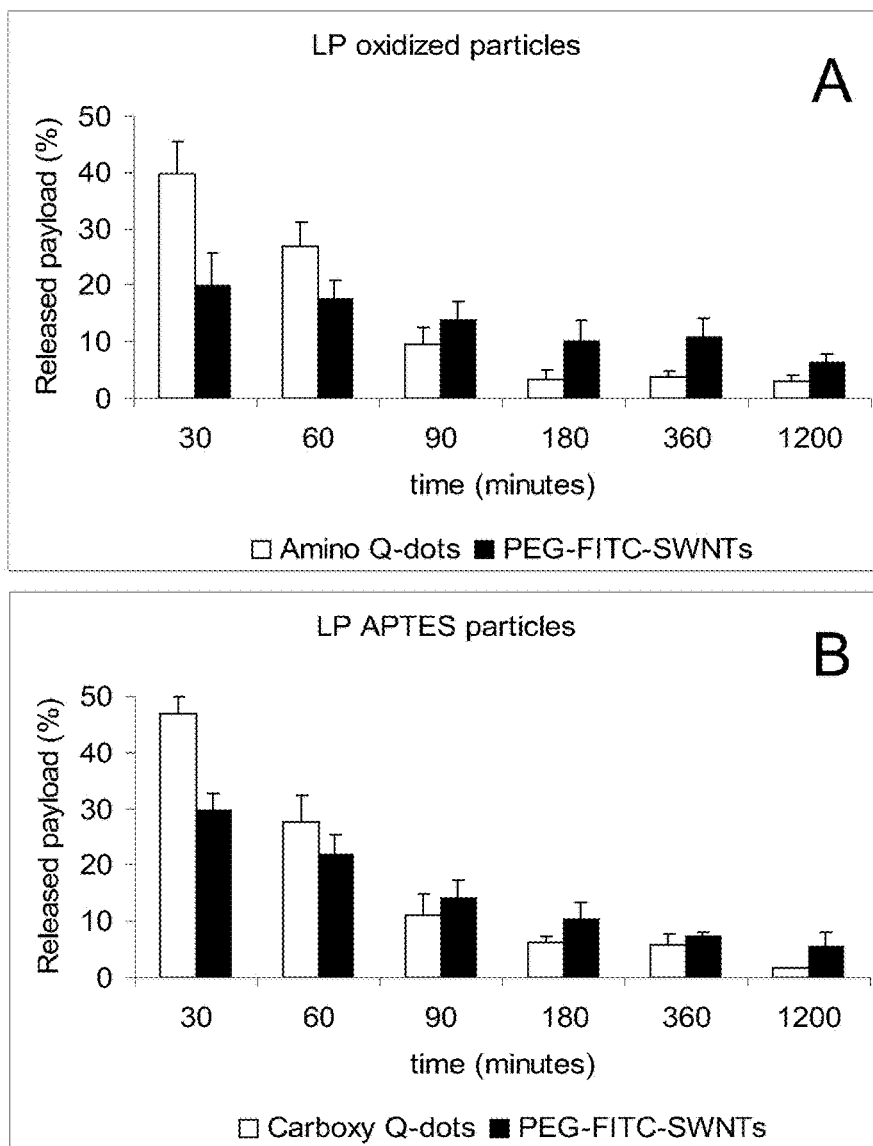 LP oxidized particles
A
Released payload (%)
50
40
30
20
10
0
30 60 90 180 360 1200
time (minutes)
Amino Q-dots PEG-FITC-SWNTs
LP APTES particles
B
Released payload (%)
50
40
30
20
10
0
30 60 90 180 360 1200
time (minutes)
Carboxy Q-dots PEG-FITC-SWNTs